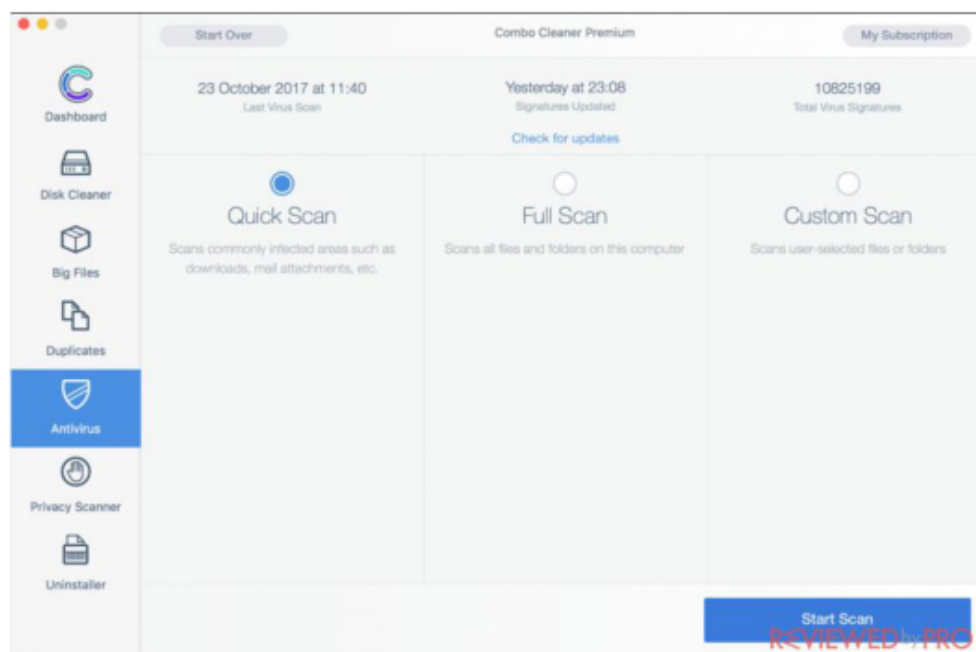 Start Over
Combo Cleaner Premium
My Subscription
23 October 2017 at 11:40
Last Virus Scan
Yesterday at 23:08
Signatures Updated
10825199
Total Virus Signatures
Check for updates
Dashboard
Disk Cleaner
Big Files
Duplicates
Antivirus
Privacy Scanner
Uninstaller
Quick Scan
Scans commonly infected areas such as
downloads, mail attachments, etc.
Full Scan
Scans all files and folders on this computer
Custom Scan
Scans user-selected files or folders
Start Scan
REVIEWED by PRO